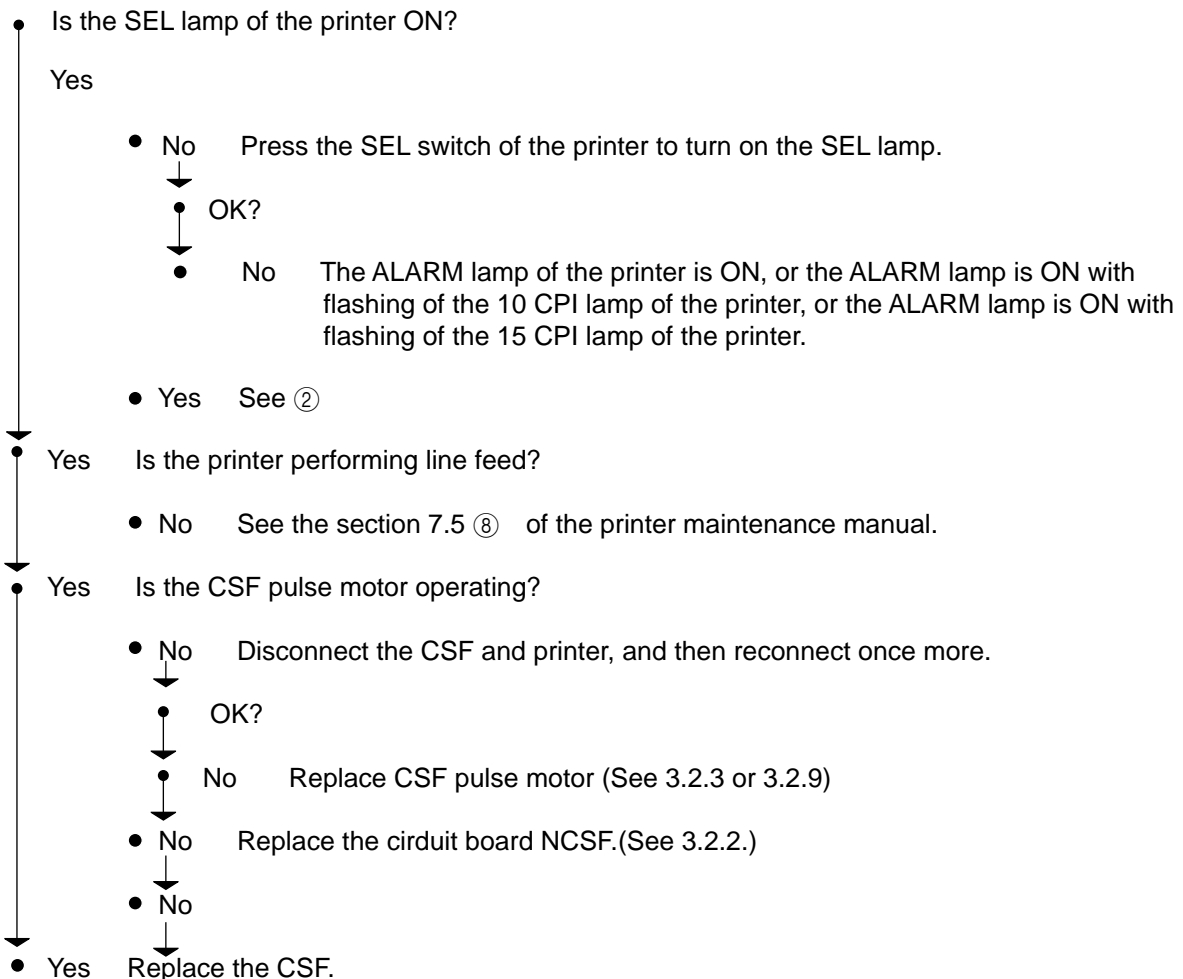 Is the SEL lamp of the printer ON?
Yes
No Press the SEL switch of the printer to turn on the SEL lamp.
OK?
No The ALARM lamp of the printer is ON, or the ALARM lamp is ON with
flashing of the 10 CPI lamp of the printer, or the ALARM lamp is ON with
flashing of the 15 CPI lamp of the printer.
Yes See ②
Yes Is the printer performing line feed?
No See the section 7.5 ⑧ of the printer maintenance manual.
Yes Is the CSF pulse motor operating?
No Disconnect the CSF and printer, and then reconnect once more.
OK?
No Replace CSF pulse motor (See 3.2.3 or 3.2.9)
No Replace the cirduit board NCSF.(See 3.2.2.)
No
Yes Replace the CSF.